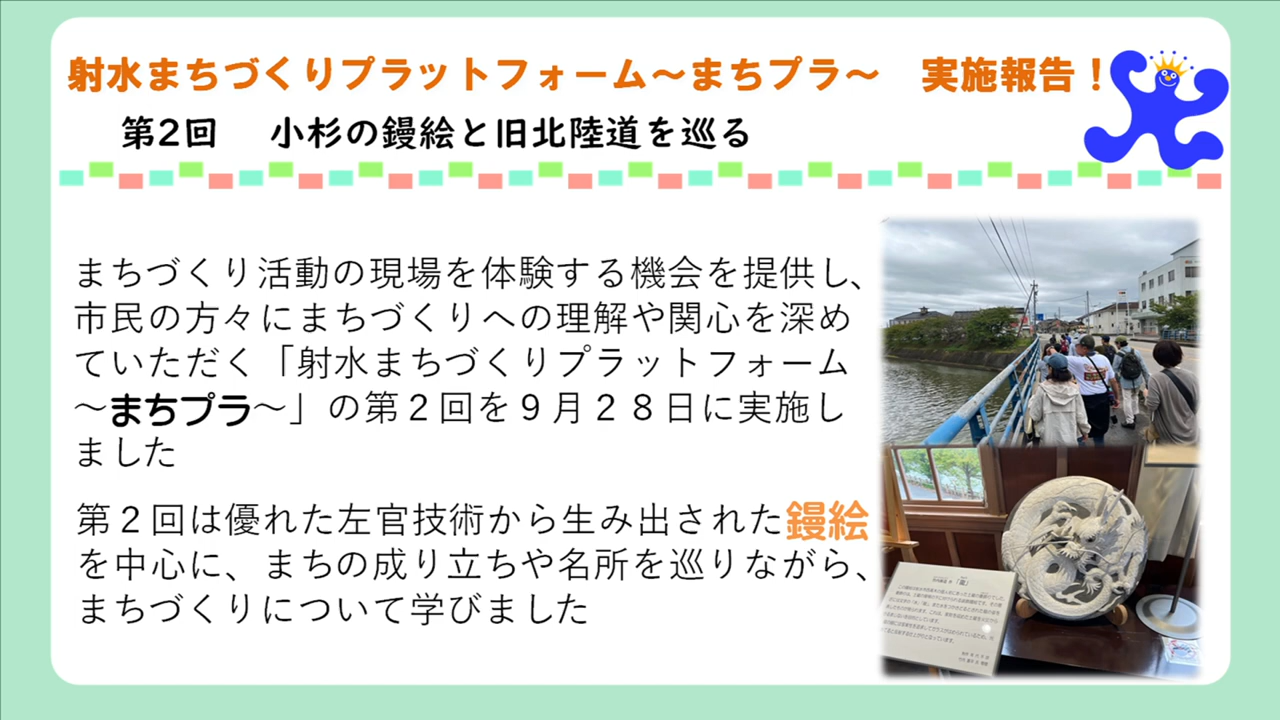 射水まちづくりプラットフォーム～まちプラ～　実施報告！
第2回　小杉の鏝絵と旧北陸道を巡る
まちづくり活動の現場を体験する機会を提供し、
市民の方々にまちづくりへの理解や関心を深め
ていただく「射水まちづくりプラットフォーム
～まちプラ～」の第２回を９月２８日に実施し
ました
第２回は優れた左官技術から生み出された鏝絵
を中心に、まちの成り立ちや名所を巡りながら、
まちづくりについて学びました